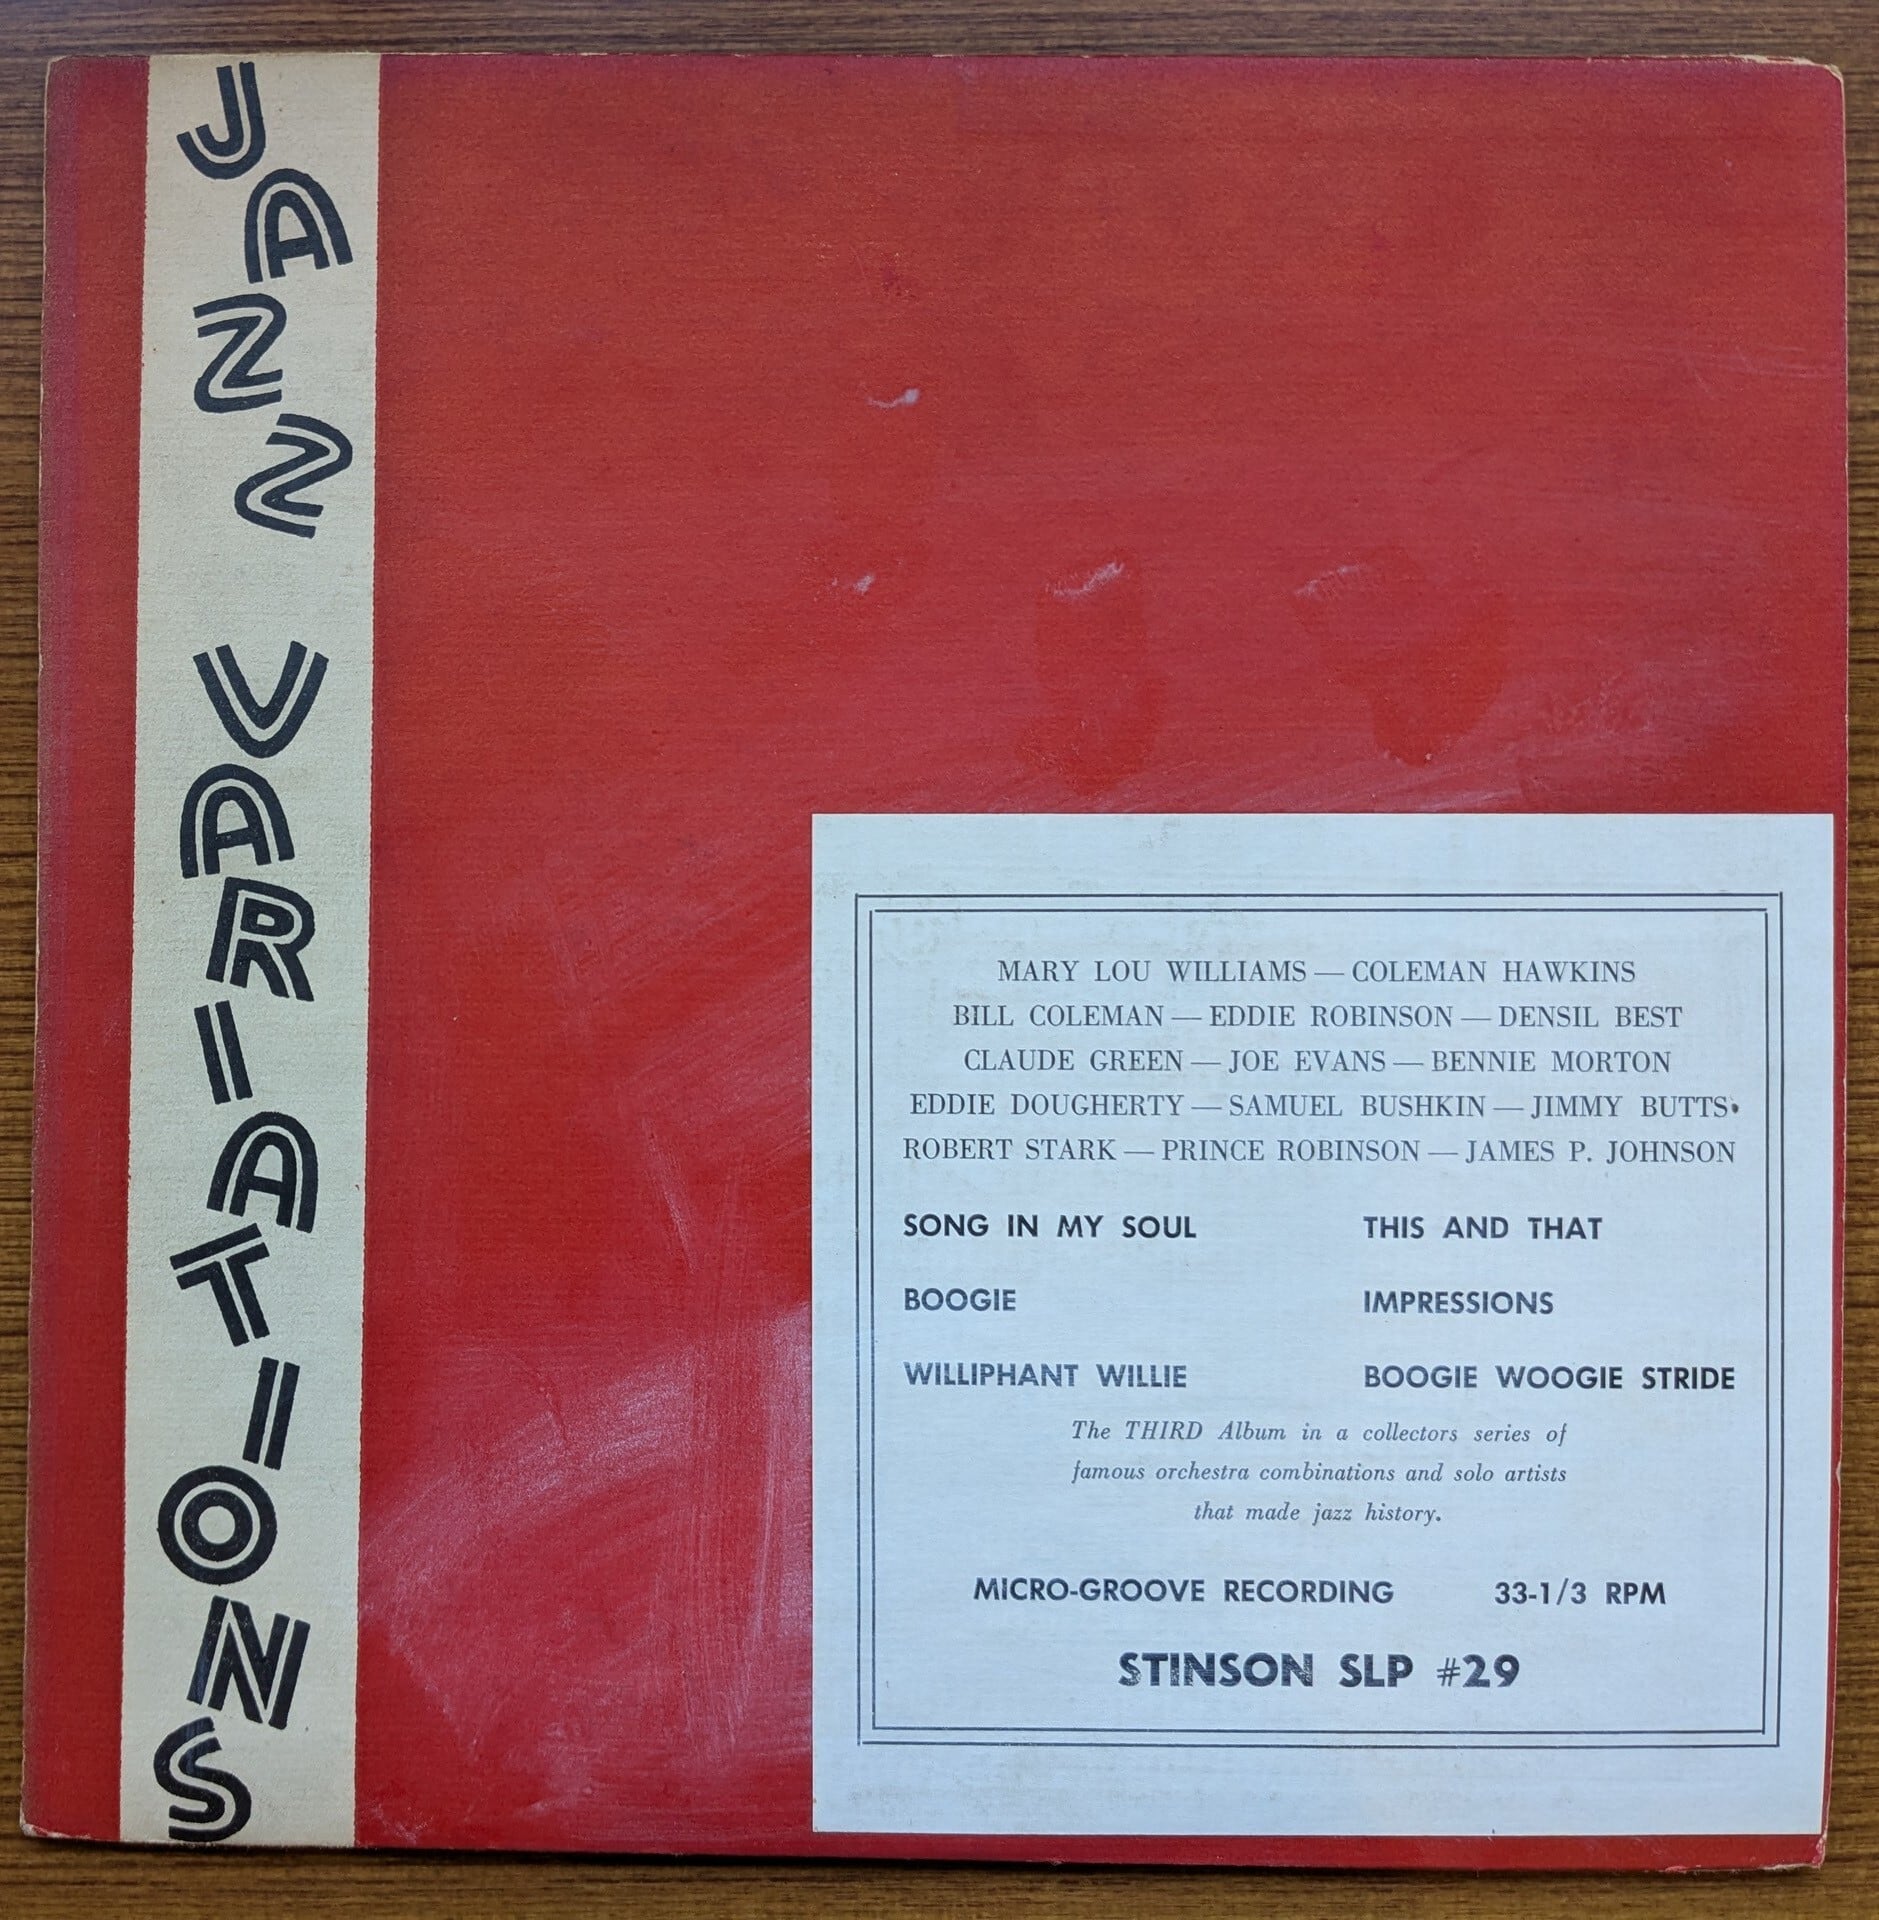 JAZZ VARIATIONS
MARY LOU WILLIAMS — COLEMAN HAWKINS
BILL COLEMAN — EDDIE ROBINSON — DENSIL BEST
CLAUDE GREEN — JOE EVANS — BENNIE MORTON
EDDIE DOUGHERTY — SAMUEL BUSHKIN — JIMMY BUTTS
ROBERT STARK — PRINCE ROBINSON — JAMES P. JOHNSON
SONG IN MY SOUL THIS AND THAT
BOOGIE IMPRESSIONS
WILLIPHANT WILLIE BOOGIE WOOGIE STRIDE
The THIRD Album in a collectors series of
famous orchestra combinations and solo artists
that made jazz history.
MICRO-GROOVE RECORDING 33-1/3 RPM
STINSON SLP #29